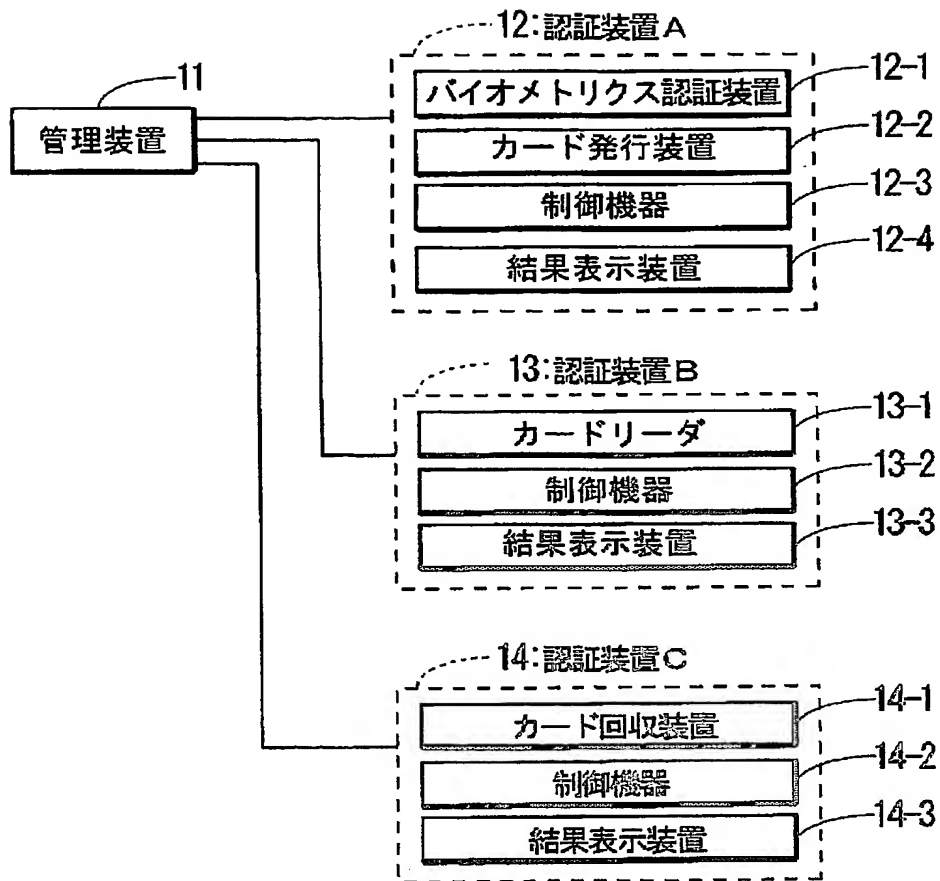 11
管理装置
12:認証装置A
バイオメトリクス認証装置
12-1
カード発行装置
12-2
制御機器
12-3
結果表示装置
12-4
13:認証装置B
カードリーダ
13-1
制御機器
13-2
結果表示装置
13-3
14:認証装置C
カード回収装置
14-1
制御機器
14-2
結果表示装置
14-3